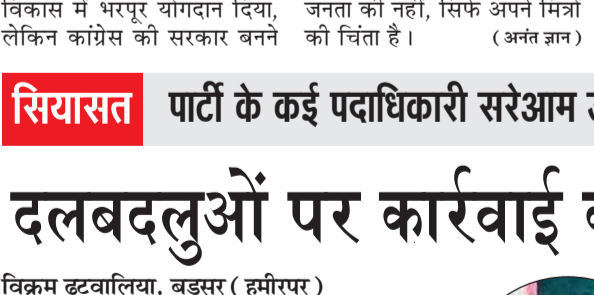 विकास में भरपूर योगदान दिया,
लेकिन कांग्रेस की सरकार बनने
जनता की नहीं, सिर्फ अपने मित्रों
की चिंता है। (अनंत ज्ञान)
सियासत
पार्टी के कई पदाधिकारी सरेआम
दलबदलुओं पर कार्रवाई
विक्रम ढटवालिया, बड़सर (हमीरपुर)